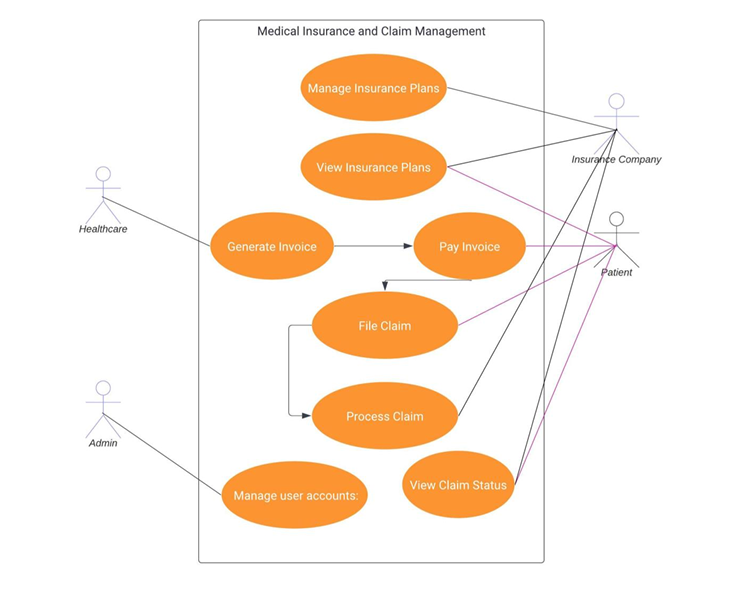 Medical Insurance and Claim Management
Manage Insurance Plans
Insurance Company
View Insurance Plans
Healthcare
Generate Invoice
Pay Invoice
Patient
File Claim
Process Claim
Admin
View Claim Status
Manage user accounts: